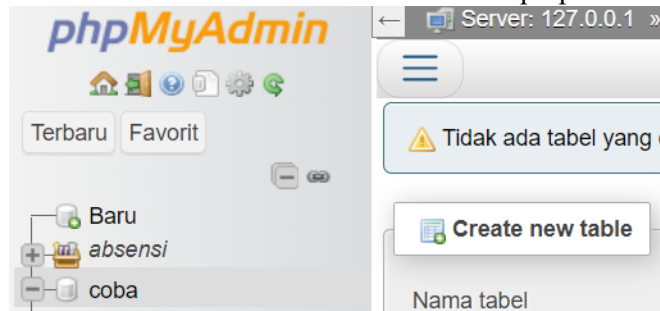 phpMyAdmin
Terbaru Favorit
Baru
absensi
coba
Server: 127.0.0.1 »
Tidak ada tabel yang
Create new table
Nama tabel